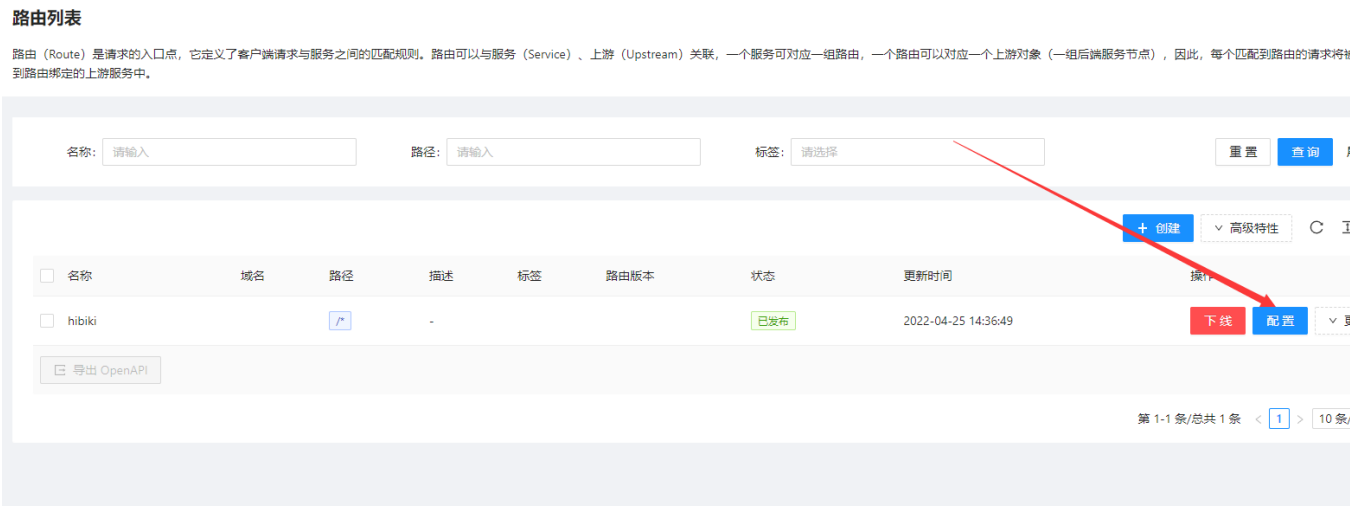 路由列表
路由（Route）是请求的入口点，它定义了客户端请求与服务之间的匹配规则。路由可以与服务（Service）、上游（Upstream）关联，一个服务可对应一组路由，一个路由可以对应一个上游对象（一组后端服务节点），因此，每个匹配到路由的请求将被
到路由绑定的上游服务中。
名称： 请输入 路径： 请输入 标签： 请选择 重 置 查 询
+ 创建 高级特性
名称 域名 路径 描述 标签 路由版本 状态 更新时间 操作
hibiki /* - 已发布 2022-04-25 14:36:49 下 线 配 置
导出 OpenAPI
第 1-1 条/总共 1 条 < 1 > 10 条/